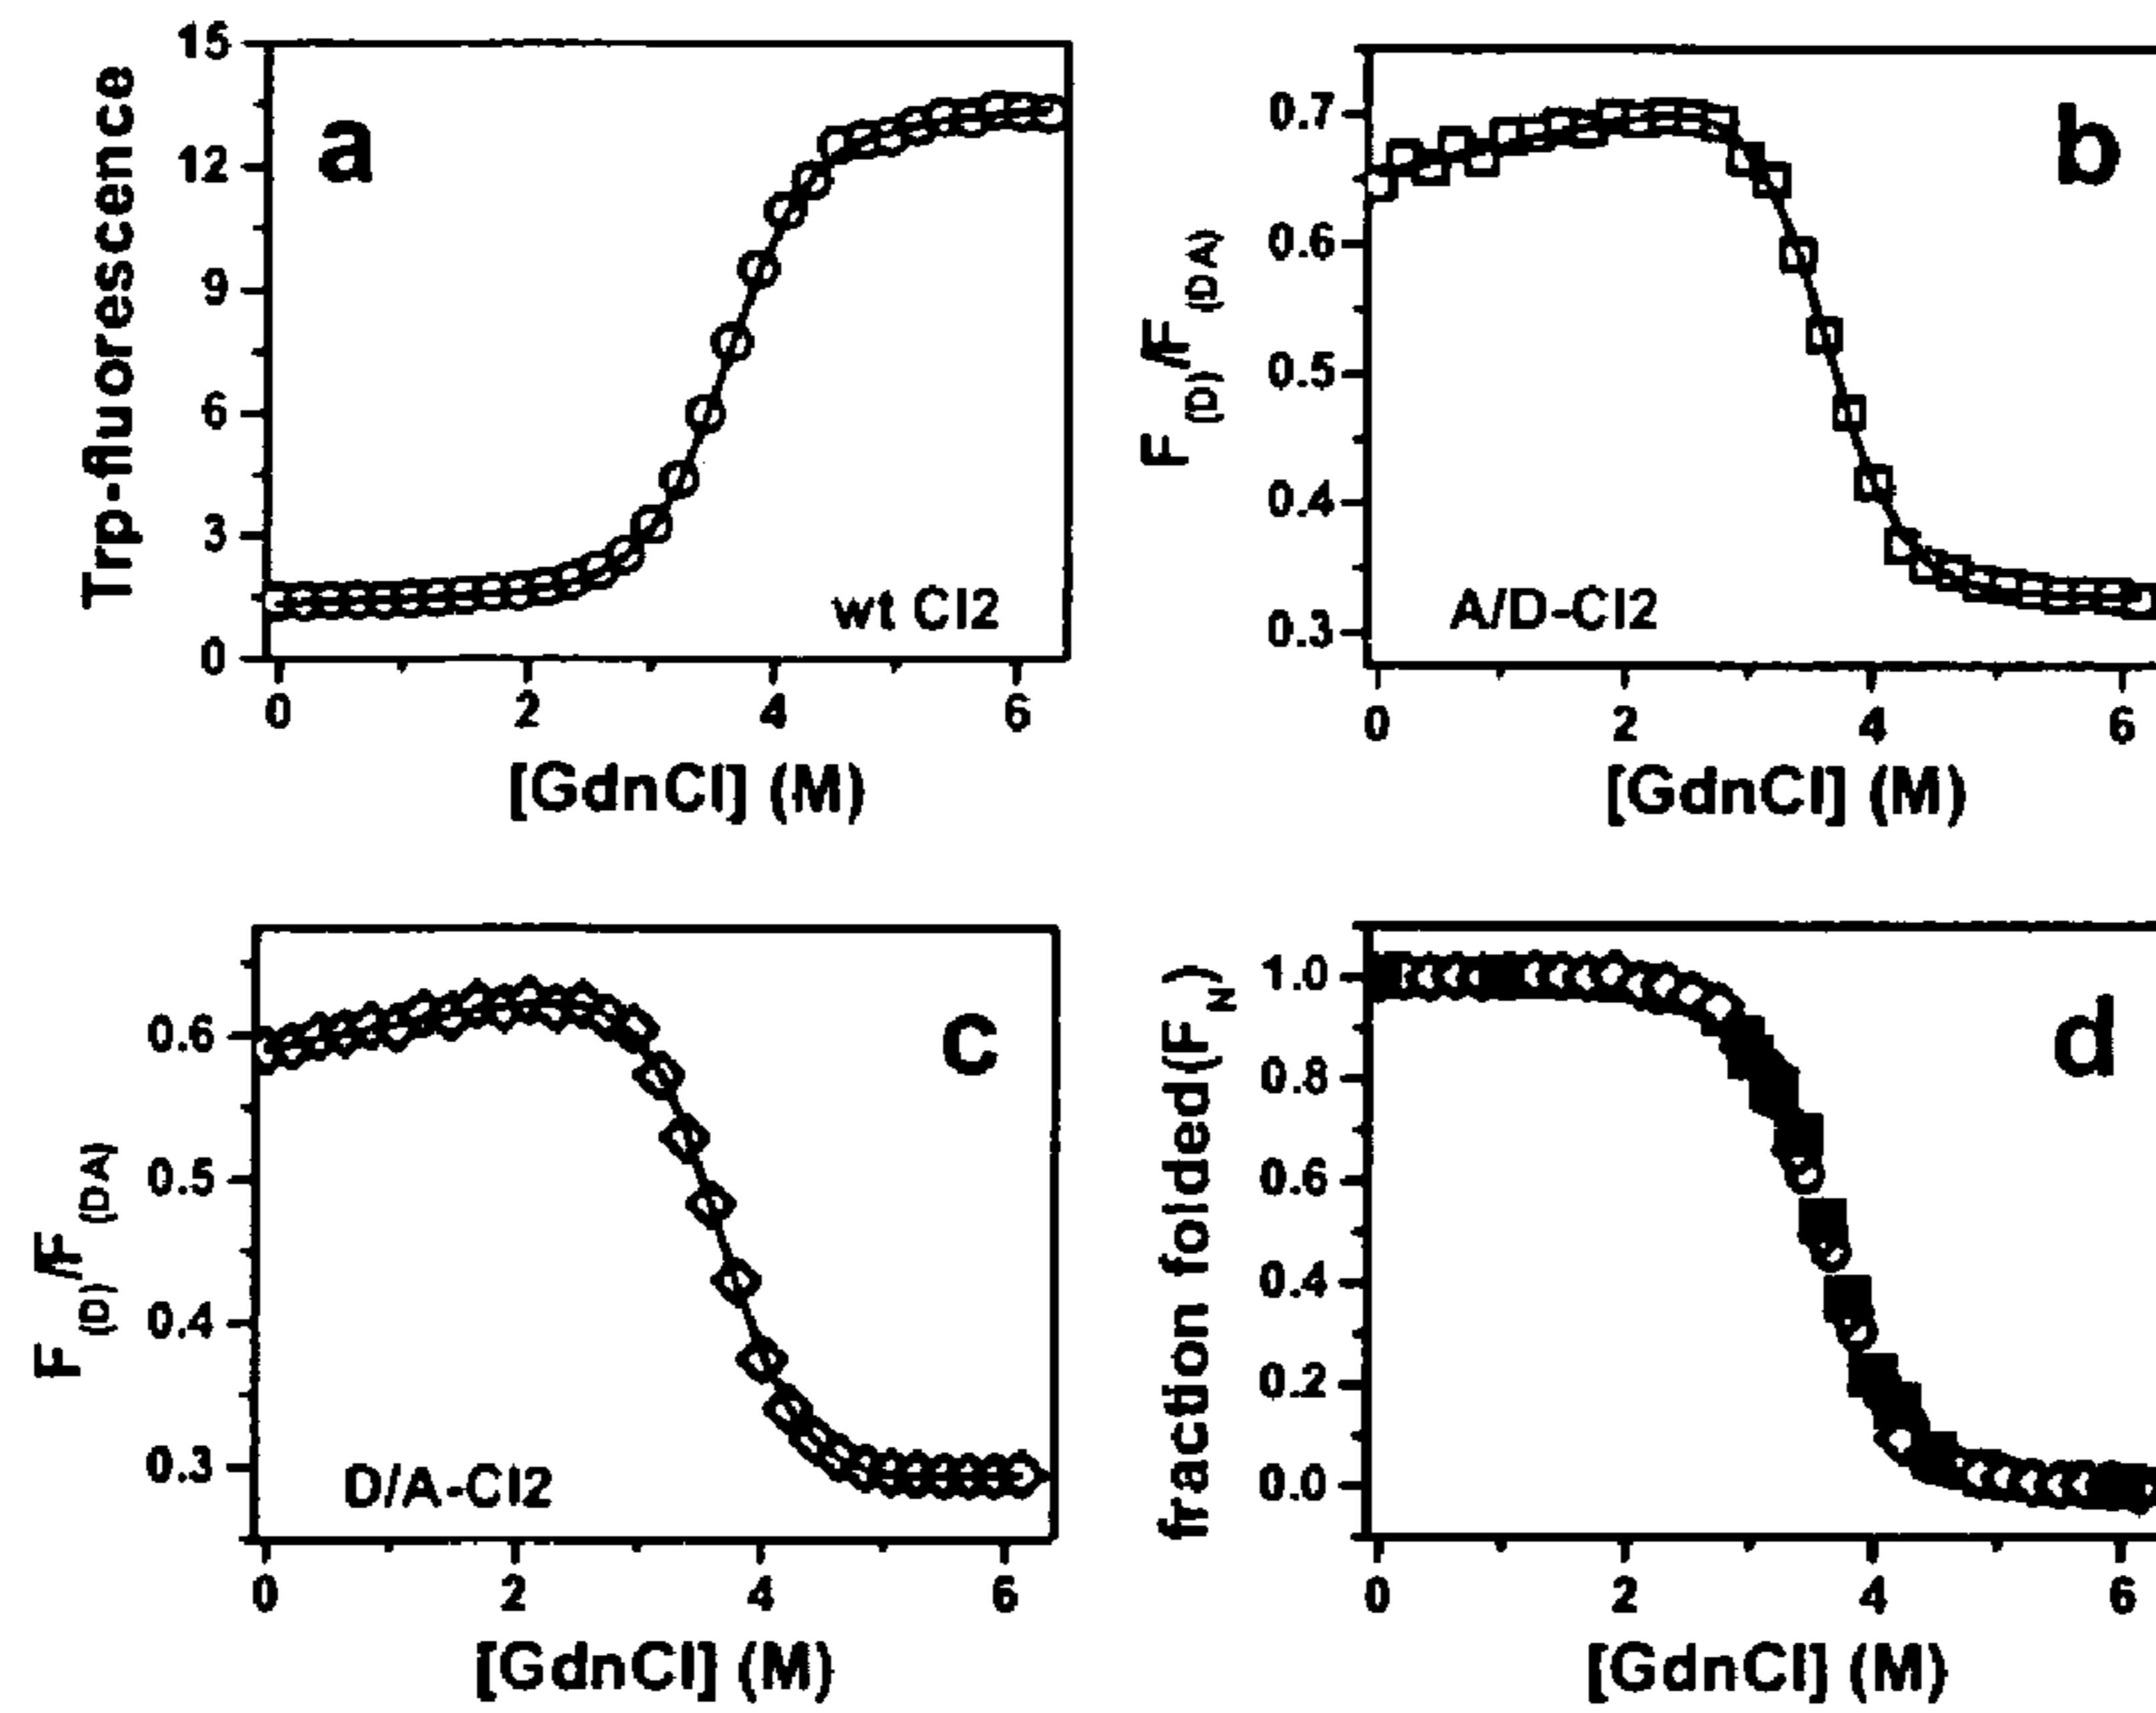 15
12
9
6
3
0
Trp-fluorescence
a
wt CI2
0 2 4 6
[GdnCl] (M)
0.7
0.6
0.5
0.4
0.3
F(D)/F(DA)
b
A/D-CI2
0 2 4 6
[GdnCl] (M)
0.6
0.5
0.4
0.3
F(D)/F(DA)
c
D/A-CI2
0 2 4 6
[GdnCl] (M)
1.0
0.8
0.6
0.4
0.2
0.0
fraction folded(FN)
d
0 2 4 6
[GdnCl] (M)